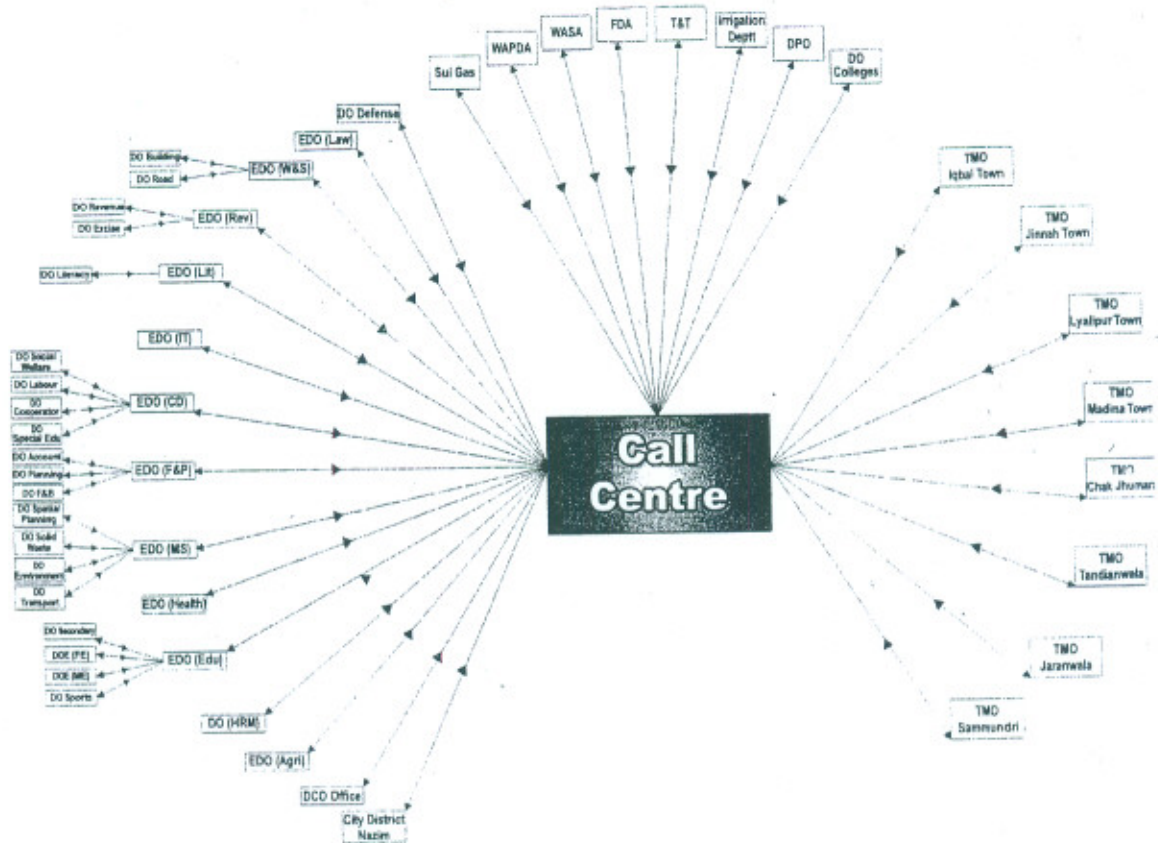 Sui Gas
WAPDA
WASA
FDA
T&T
Irrigation
Deptt
DPO
DO
Colleges
DO Defense
EDO (Law)
EDO (W&S)
DO Building
DO Road
EDO (Rev)
DO Revenue
DO Excise
EDO (Lit)
DO Literacy
EDO (IT)
EDO (CD)
DO Social
Welfare
DO Labour
DO
Cooperator
DO
Special Edu
EDO (F&P)
DO Account
DO Planning
DO F&B
EDO (MS)
DO Special
Planning
DO Solid
Waste
DO
Environment
DO
Transport
EDO (Health)
EDO (Edu)
DO Secondary
DOE (FE)
DOE (ME)
DO Sports
DO (HRM)
EDO (Agri)
DCO Office
City District
Nazim
Call
Centre
TMO
Iqbal Town
TMO
Jinnah Town
TMO
Lyallpur Town
TMO
Madina Town
TMO
Chak Jhuman
TMO
Tandianwala
TMO
Jaranwala
TMO
Sammundri